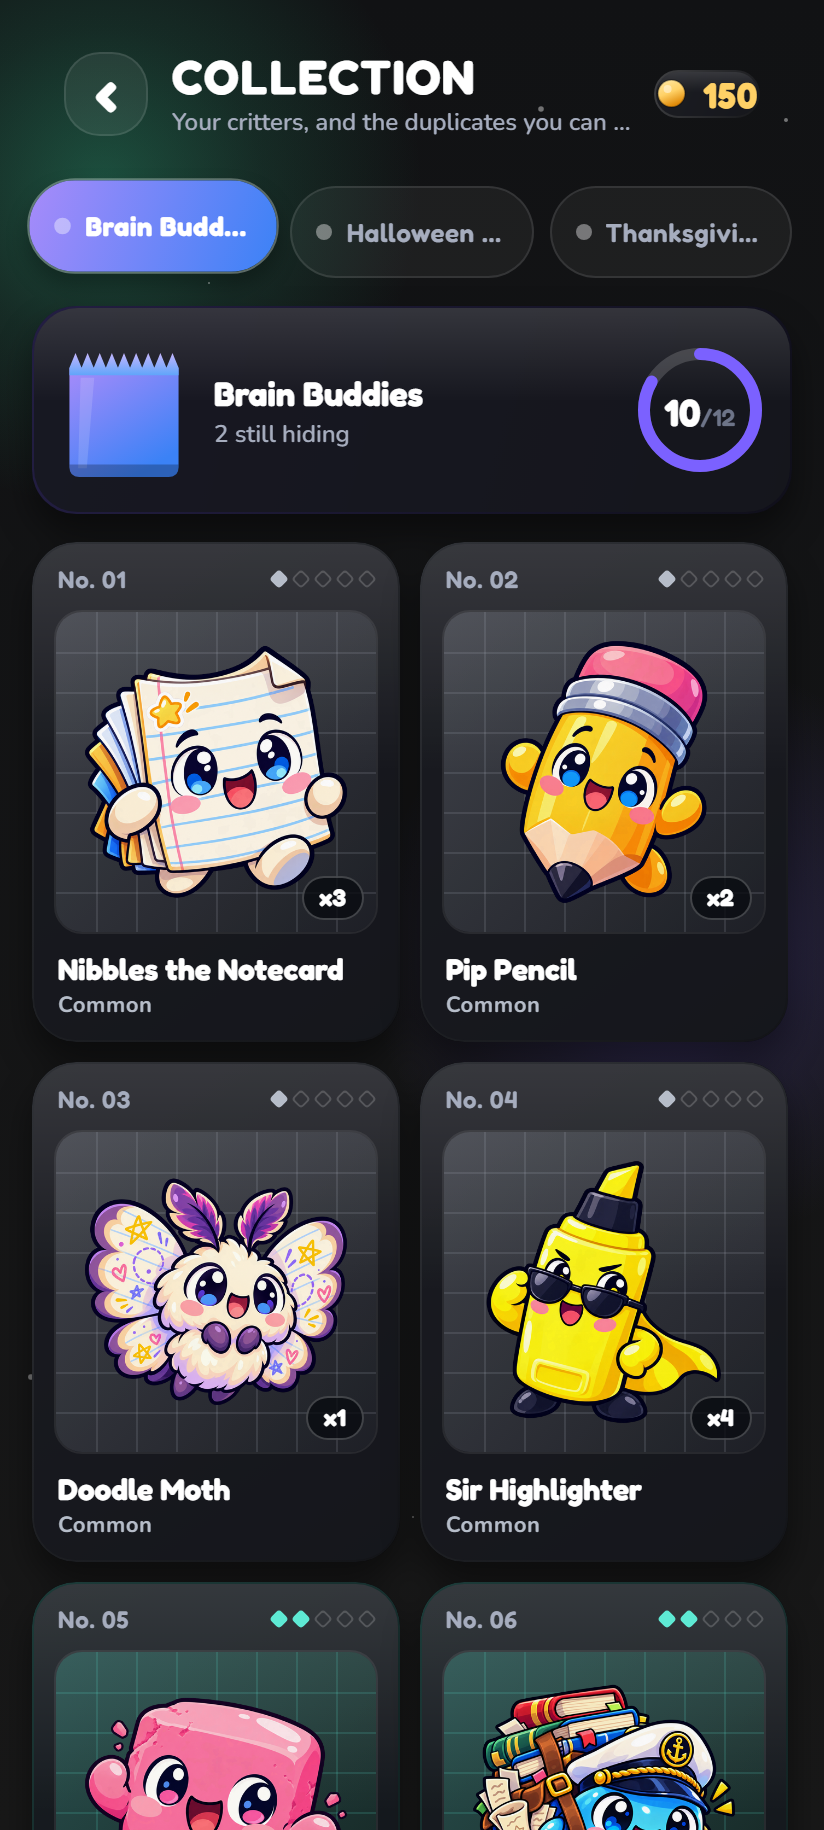 COLLECTION
Your critters, and the duplicates you can ...
150
Brain Budd...
Halloween ...
Thanksgivi...
Brain Buddies
2 still hiding
10/12
No. 01
x3
Nibbles the Notecard
Common
No. 02
x2
Pip Pencil
Common
No. 03
x1
Doodle Moth
Common
No. 04
x4
Sir Highlighter
Common
No. 05
No. 06